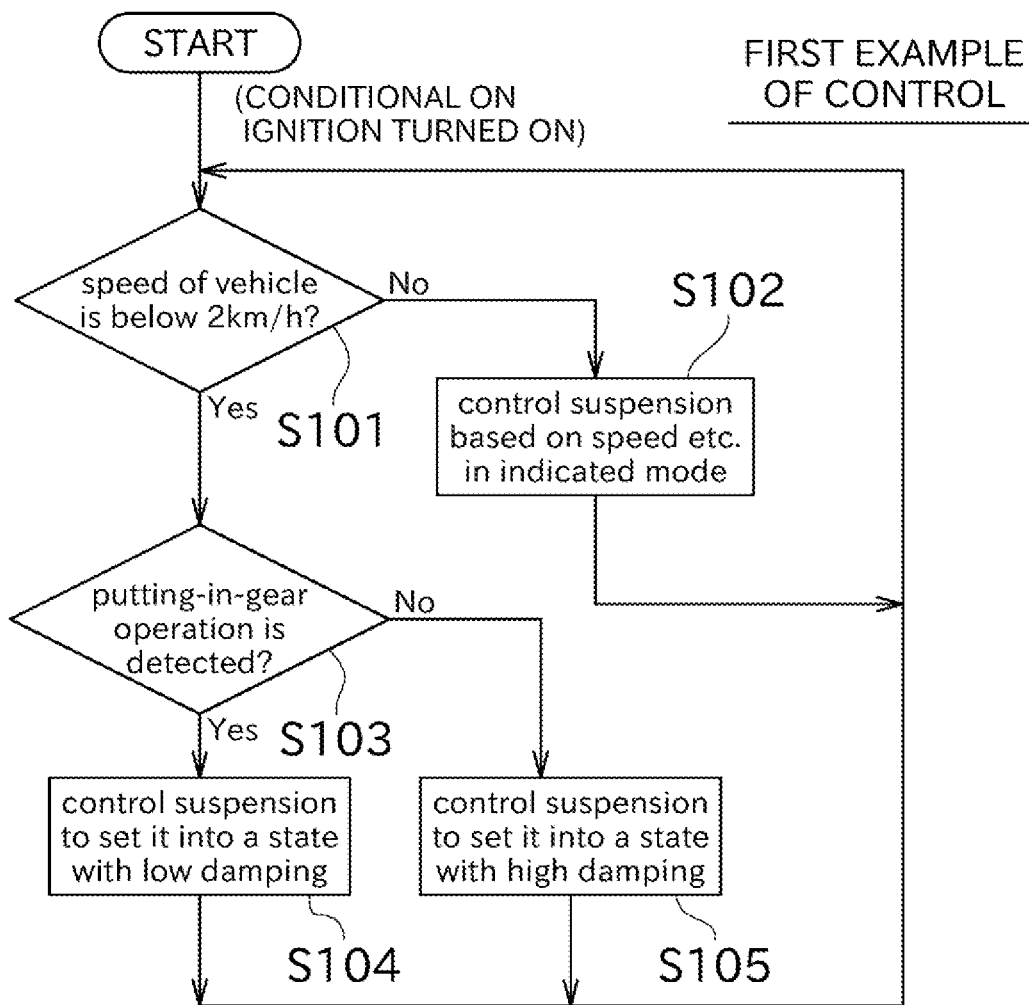 START
FIRST EXAMPLE
OF CONTROL
(CONDITIONAL ON
IGNITION TURNED ON)
speed of vehicle
is below 2km/h?
No
S102
Yes
S101
control suspension
based on speed etc.
in indicated mode
putting-in-gear
operation is
detected?
No
Yes
S103
control suspension
to set it into a state
with low damping
control suspension
to set it into a state
with high damping
S104
S105